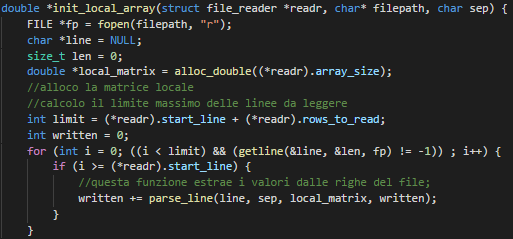 double *init_local_array(struct file_reader *readr, char* filepath, char sep) {
FILE *fp = fopen(filepath, "r");
char *line = NULL;
size_t len = 0;
double *local_matrix = alloc_double((*readr).array_size);
//alloco la matrice locale
//calcolo il limite massimo delle linee da leggere
int limit = (*readr).start_line + (*readr).rows_to_read;
int written = 0;
for (int i = 0; ((i < limit) && (getline(&line, &len, fp) != -1)) ; i++) {
if (i >= (*readr).start_line) {
//questa funzione estrae i valori dalle righe del file;
written += parse_line(line, sep, local_matrix, written);
}
}